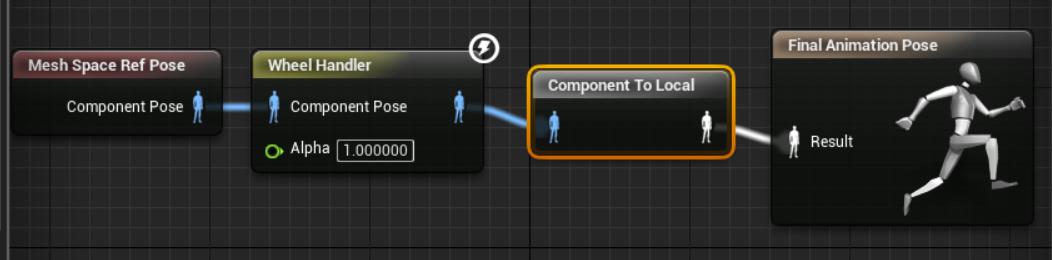 Mesh Space Ref Pose
Component Pose
Wheel Handler
Component Pose
Alpha 1.000000
Component To Local
Final Animation Pose
Result